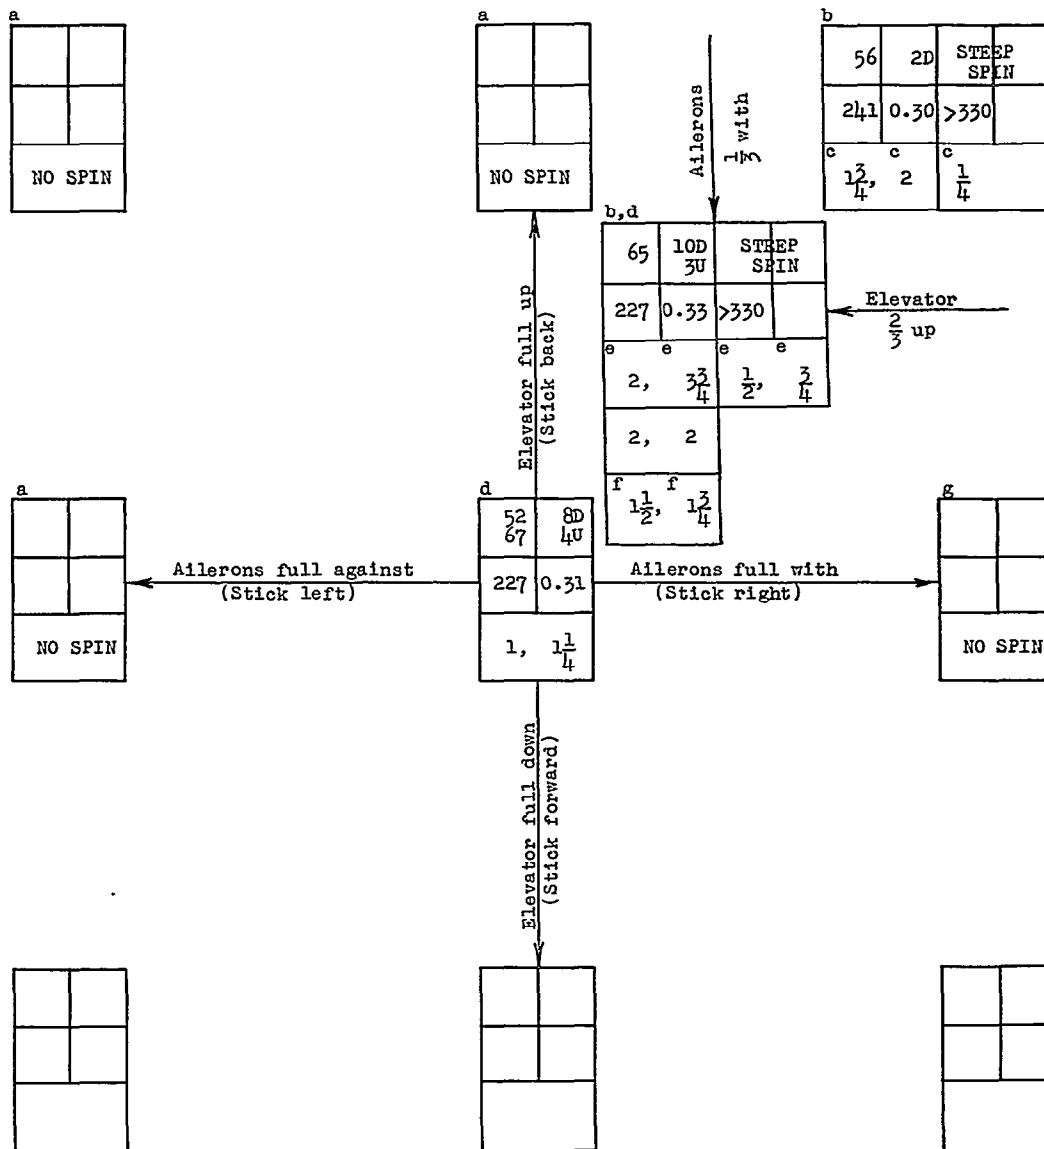 a
NO SPIN
a
NO SPIN
Ailerons
1/3 with
b
56 2D STEEP SPIN
241 0.30 >330
c c c
1 3/4, 2 1/4
b,d
65 10D 3U STEEP SPIN
227 0.33 >330
e e e e
2, 3 3/4 1/2, 3/4
2, 2
f f
1 1/2, 1 3/4
Elevator
2/3 up
Elevator full up
(Stick back)
a
NO SPIN
Ailerons full against
(Stick left)
d
52 8D
67 4U
227 0.31
1, 1 1/4
Ailerons full with
(Stick right)
g
NO SPIN
Elevator full down
(Stick forward)